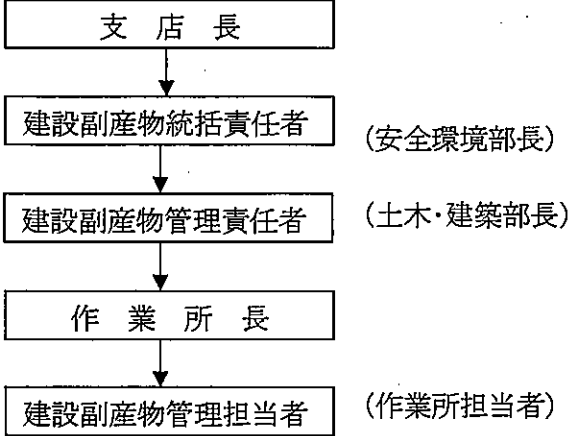 支店長
建設副産物統括責任者 (安全環境部長)
建設副産物管理責任者 (土木・建築部長)
作業所長
建設副産物管理担当者 (作業所担当者)